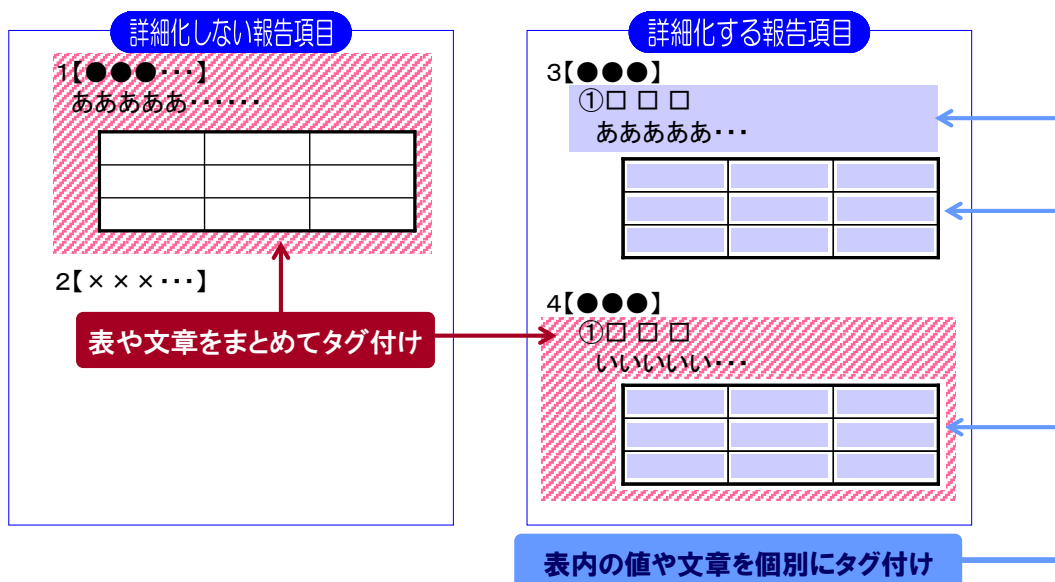 詳細化しない報告項目
1【●●●･･･】
あああああ･･････
2【×××･･･】
表や文章をまとめてタグ付け
詳細化する報告項目
3【●●●】
①□□□
あああああ･･･
4【●●●】
①□□□
いいいいい･･･
表内の値や文章を個別にタグ付け